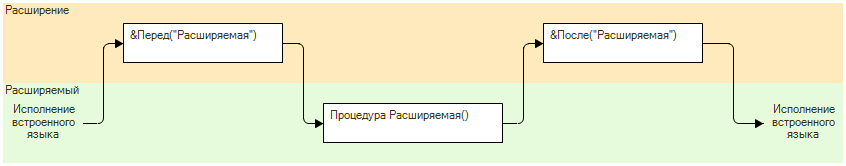 Расширение
&Перед("Расширяемая")
&После("Расширяемая")
Расширяемый
Исполнение
встроенного
языка
Процедура Расширяемая()
Исполнение
встроенного
языка